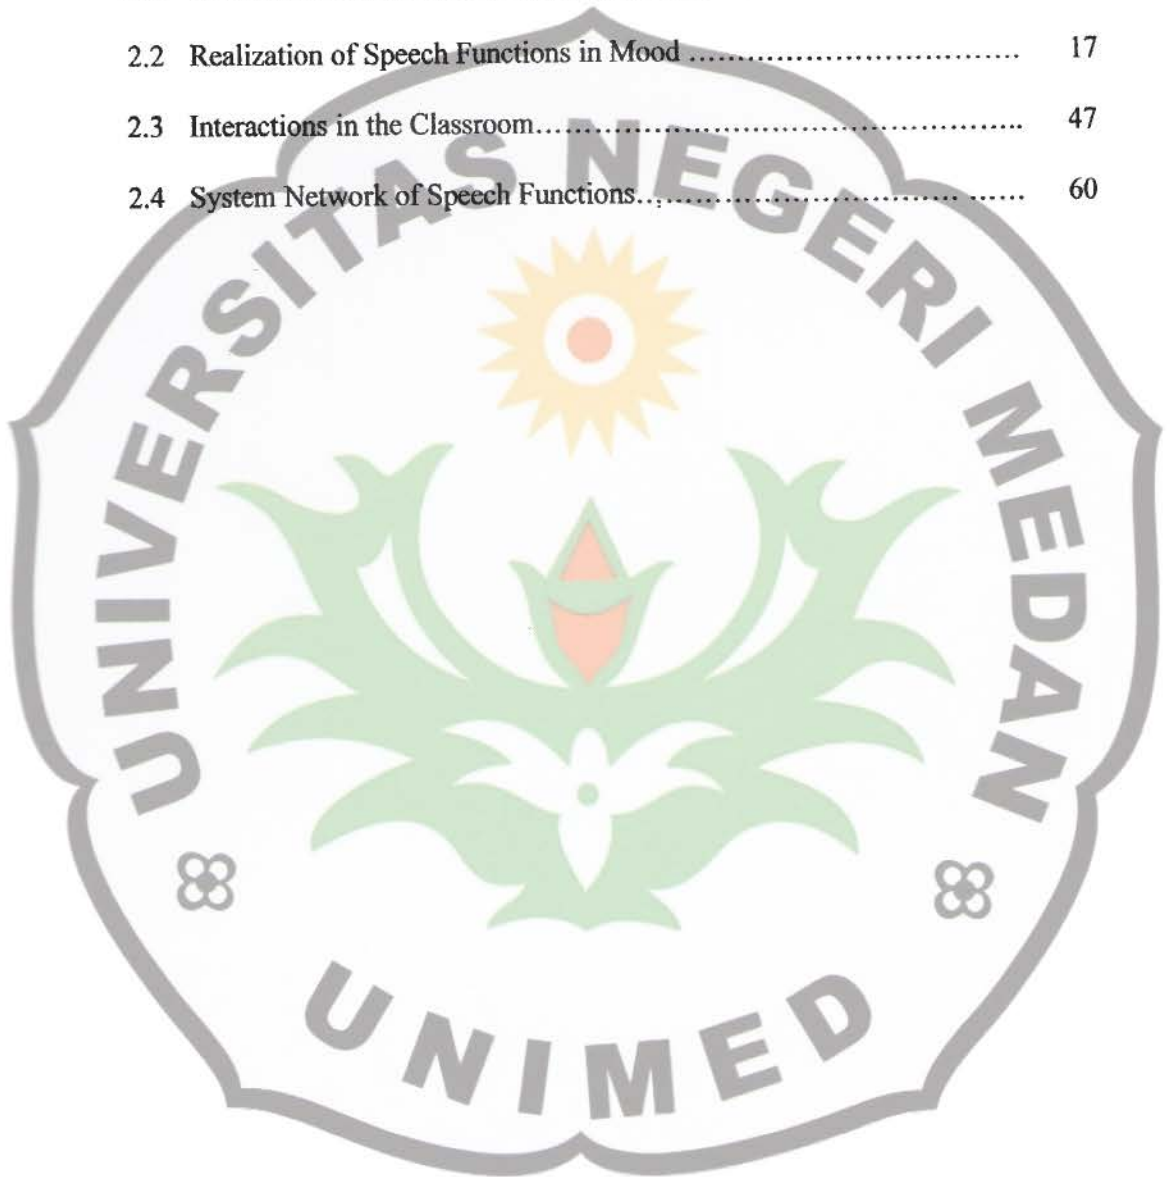 2.2 Realization of Speech Functions in Mood ................................. 17
2.3 Interactions in the Classroom................................................ 47
2.4 System Network of Speech Functions...................................... 60
UNIVERSITAS NEGERI MEDAN
UNIMED